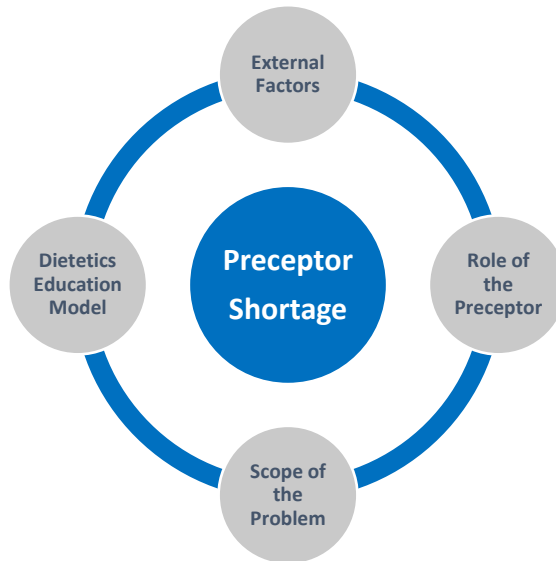 External
Factors
Dietetics
Education
Model
Preceptor
Shortage
Role of
the
Preceptor
Scope of
the
Problem